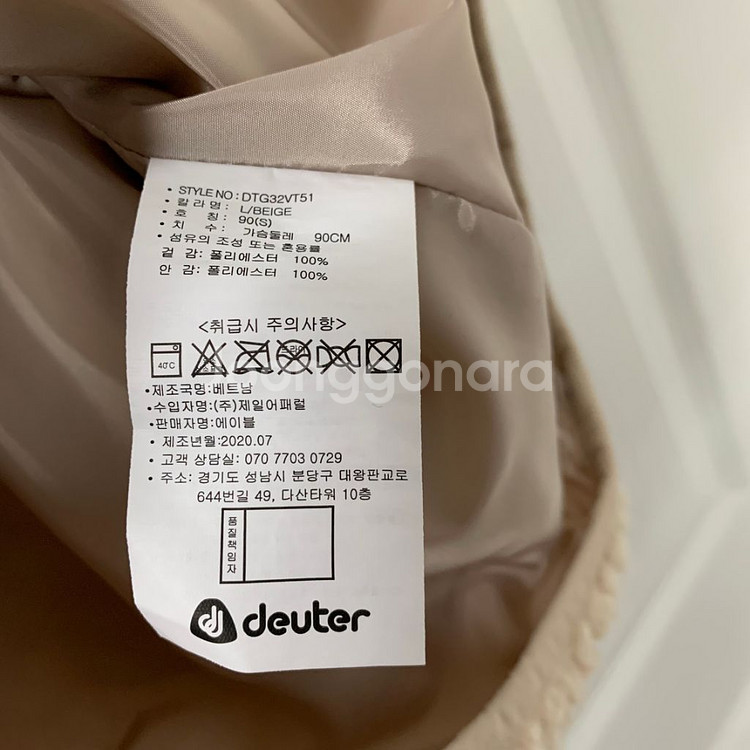 • STYLE NO : DTG32VT51
• 칼 라 명 : L/BEIGE
• 호 칭 : 90(S)
• 치 수 : 가슴둘레 90CM
• 섬유의 조성 또는 혼용률
겉 감 : 폴리에스터 100%
안 감 : 폴리에스터 100%
<취급시 주의사항>
40℃
드라이
•제조국명:베트남
•수입자명:(주)제일어패럴
•판매자명:에이블
• 제조년월:2020.07
• 고객 상담실: 070 7703 0729
• 주소: 경기도 성남시 분당구 대왕판교로
644번길 49, 다산타워 10층
품질책임자
deuter